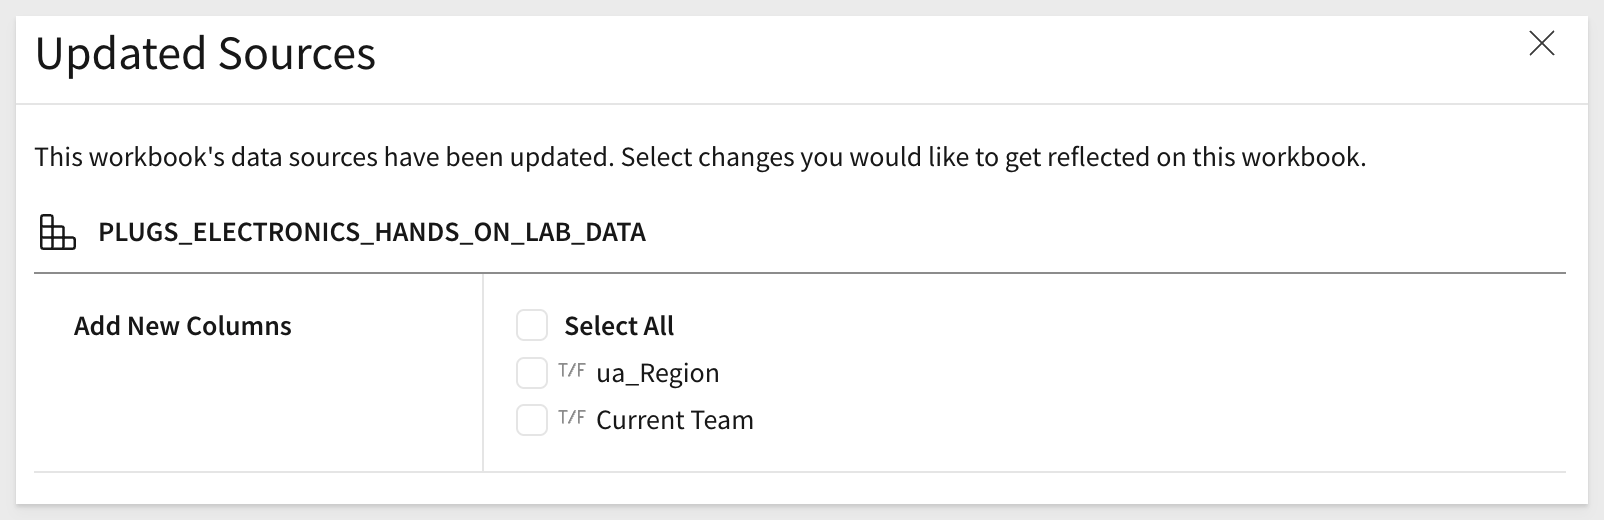 Updated Sources
This workbook's data sources have been updated. Select changes you would like to get reflected on this workbook.
PLUGS_ELECTRONICS_HANDS_ON_LAB_DATA
Add New Columns
Select All
T/F ua_Region
T/F Current Team